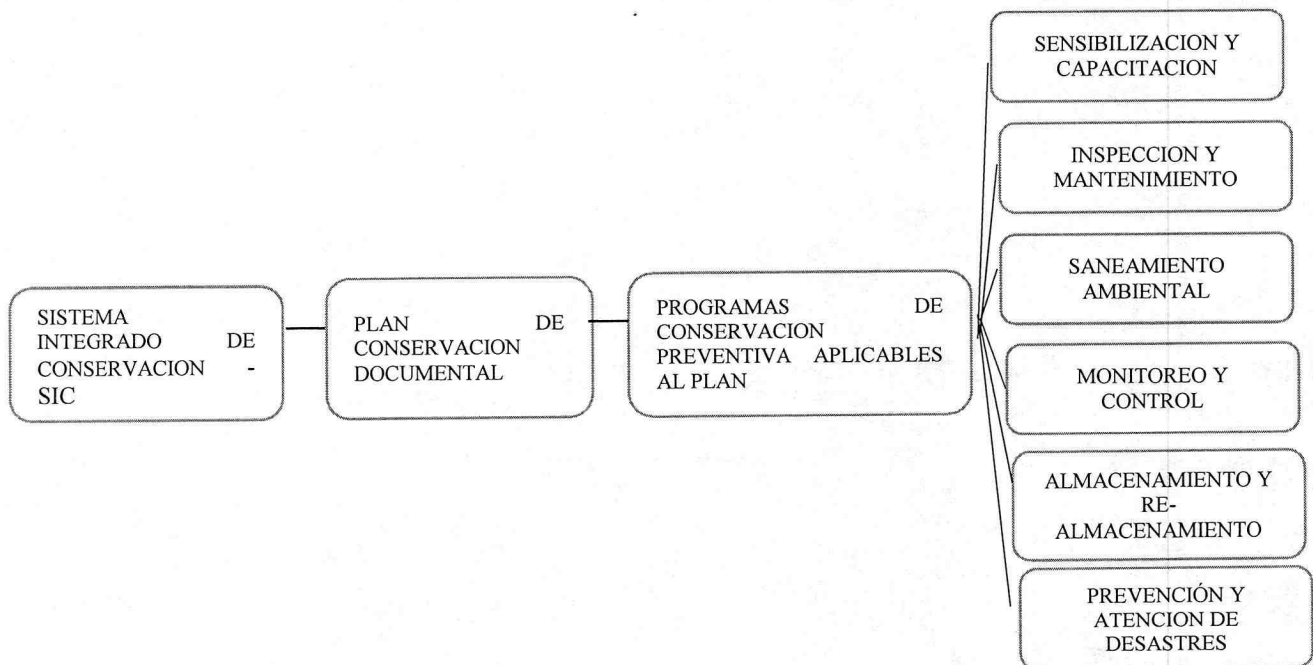 SISTEMA
INTEGRADO DE
CONSERVACION -
SIC
PLAN DE
CONSERVACION
DOCUMENTAL
PROGRAMAS DE
CONSERVACION
PREVENTIVA APLICABLES
AL PLAN
SENSIBILIZACION Y
CAPACITACION
INSPECCION Y
MANTENIMIENTO
SANEAMIENTO
AMBIENTAL
MONITOREO Y
CONTROL
ALMACENAMIENTO Y
RE-
ALMACENAMIENTO
PREVENCIÓN Y
ATENCION DE
DESASTRES